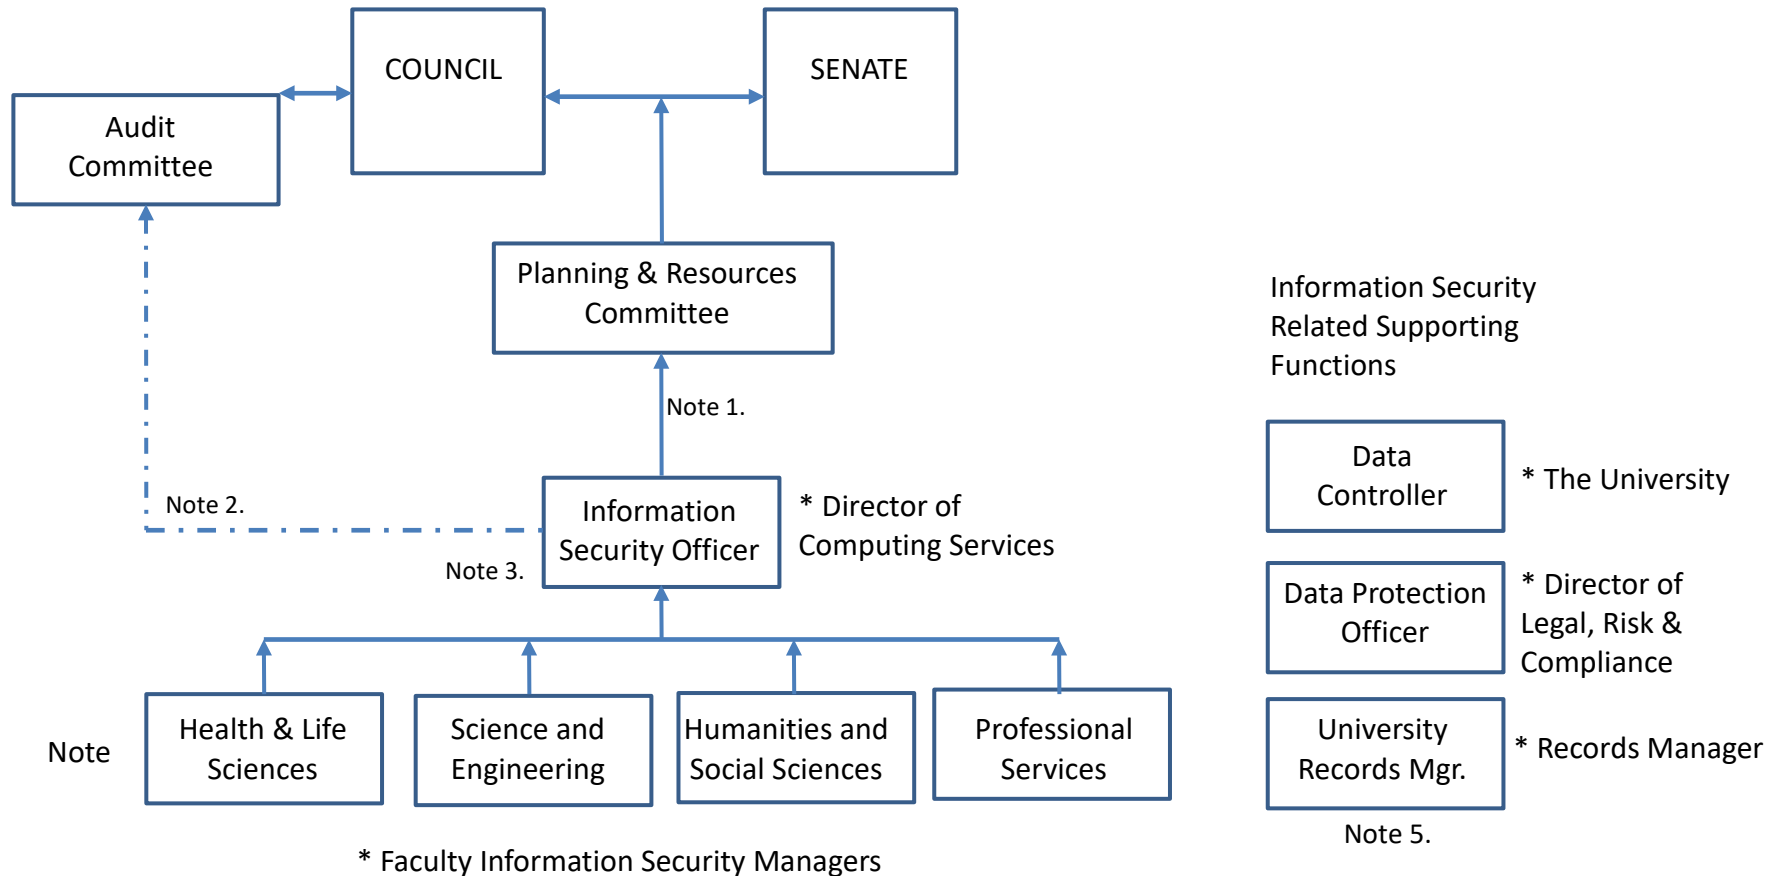 COUNCIL
SENATE
Audit
Committee
Planning & Resources
Committee
Note 1.
Note 2.
Information
Security Officer
* Director of
Computing Services
Note 3.
Note
Health & Life
Sciences
Science and
Engineering
Humanities and
Social Sciences
Professional
Services
* Faculty Information Security Managers
Information Security
Related Supporting
Functions
Data
Controller
* The University
Data Protection
Officer
* Director of
Legal, Risk &
Compliance
University
Records Mgr.
* Records Manager
Note 5.